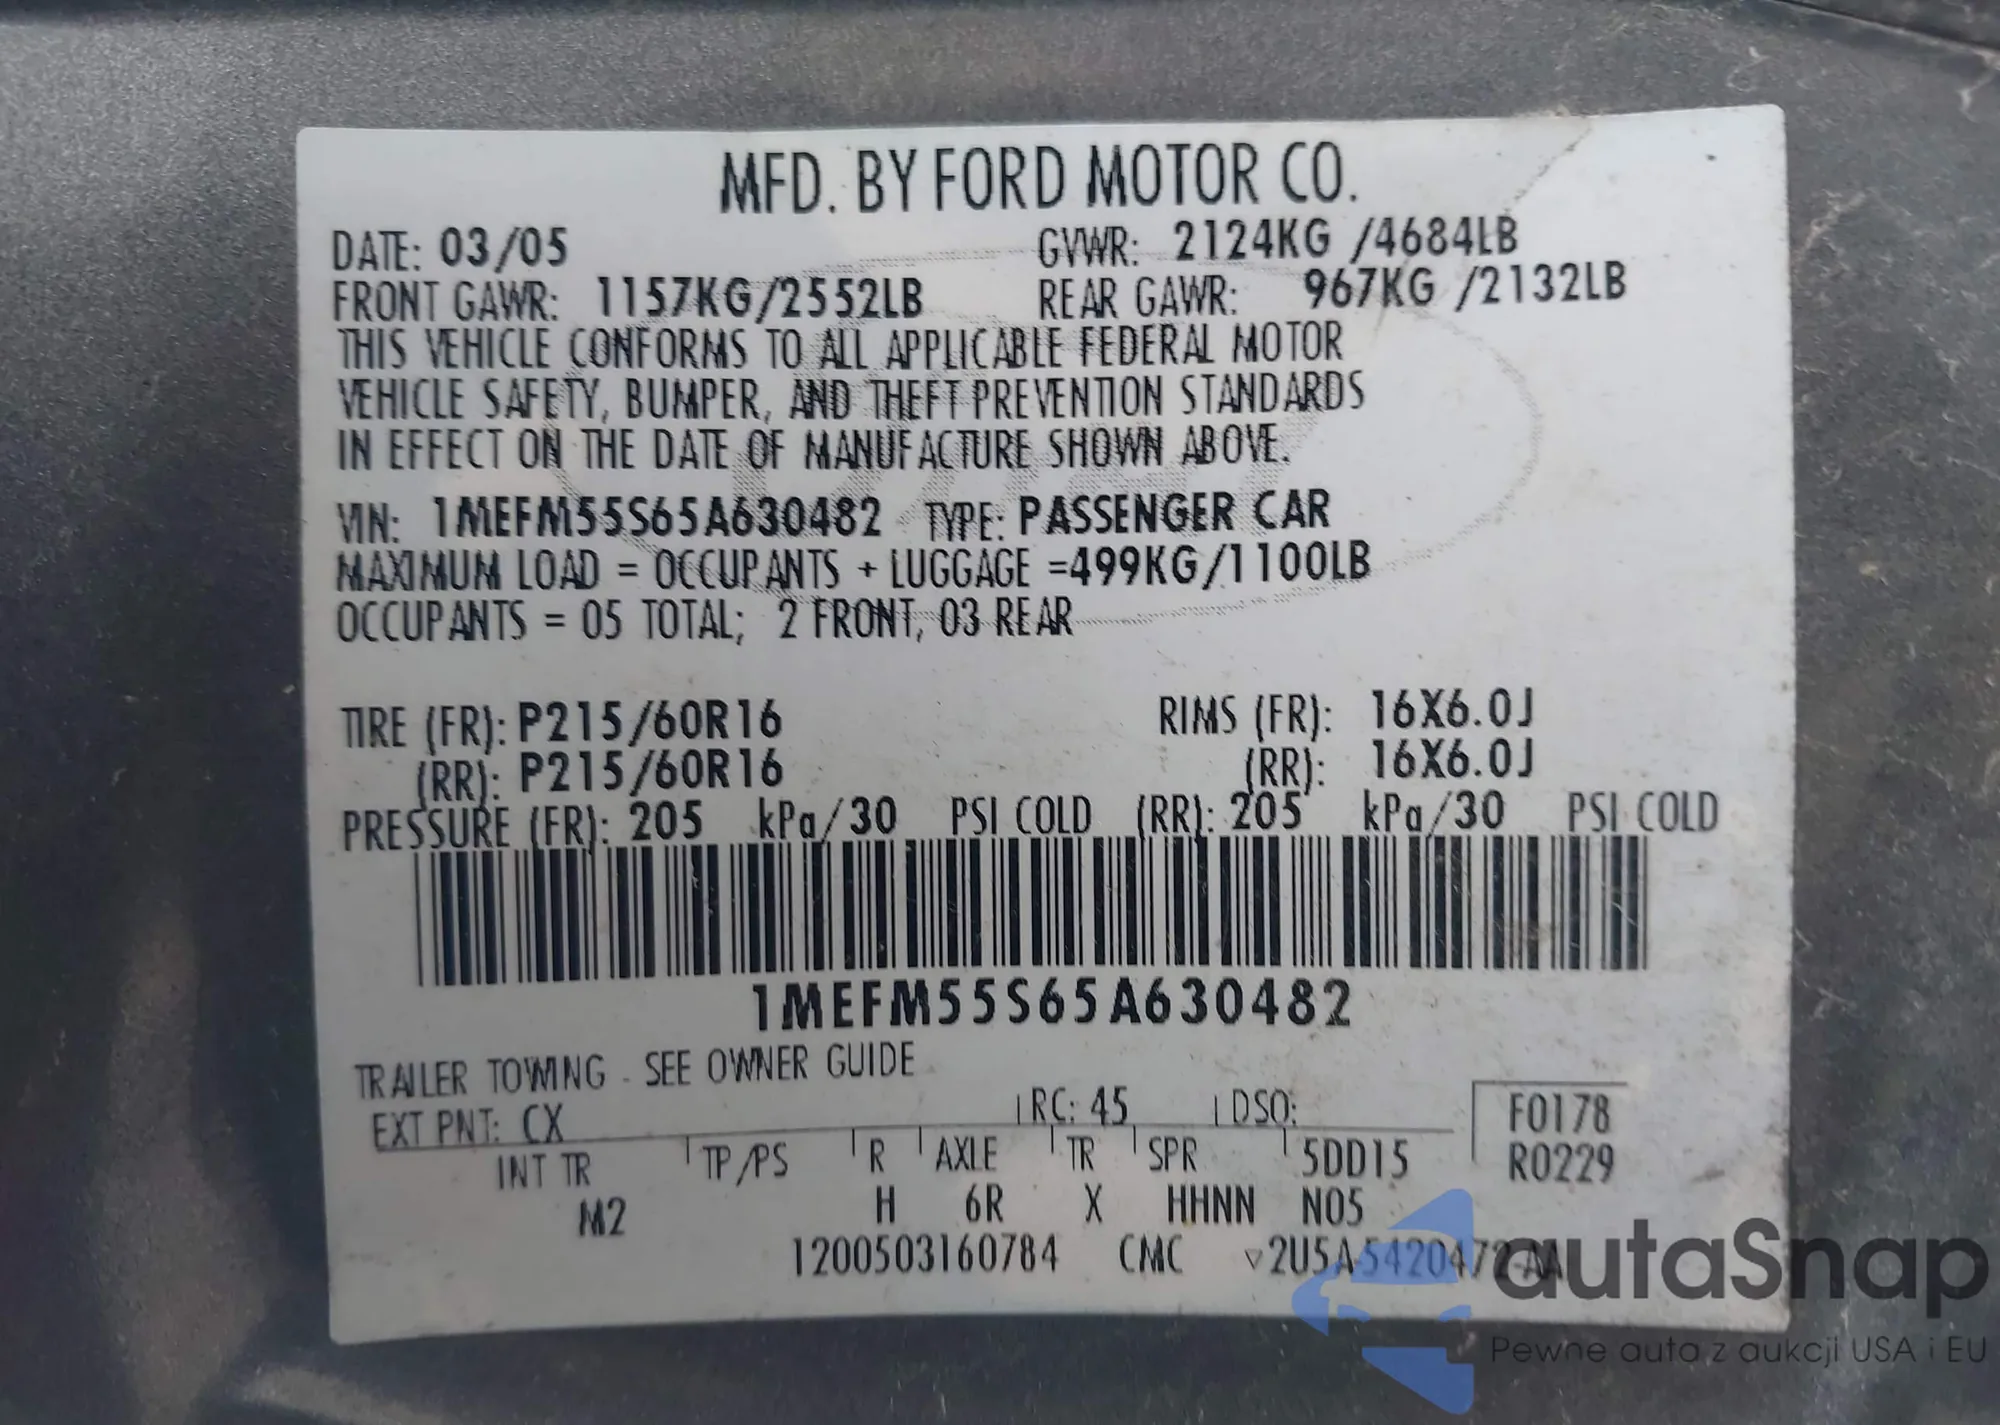 MFD. BY FORD MOTOR CO.
DATE: 03/05 GVWR: 2124KG /4684LB
FRONT GAWR: 1157KG/2552LB REAR GAWR: 967KG /2132LB
THIS VEHICLE CONFORMS TO ALL APPLICABLE FEDERAL MOTOR
VEHICLE SAFETY, BUMPER, AND THEFT PREVENTION STANDARDS
IN EFFECT ON THE DATE OF MANUFACTURE SHOWN ABOVE.
VIN: 1MEFM55S65A630482 TYPE: PASSENGER CAR
MAXIMUM LOAD = OCCUPANTS + LUGGAGE =499KG/1100LB
OCCUPANTS = 05 TOTAL; 2 FRONT, 03 REAR
TIRE (FR): P215/60R16 RIMS (FR): 16X6.0J
(RR): P215/60R16 (RR): 16X6.0J
PRESSURE (FR): 205 kPa/30 PSI COLD (RR): 205 kPa/30 PSI COLD
1MEFM55S65A630482
TRAILER TOWING - SEE OWNER GUIDE
EXT PNT: CX RC: 45 DSO: F0178
INT TR TP/PS R AXLE TR SPR 5DD15 R0229
M2 H 6R X HHNN N05
1200503160784 CMC ▿2U5A-5420472-AA
autaSnap
Pewne auta z aukcji USA i EU